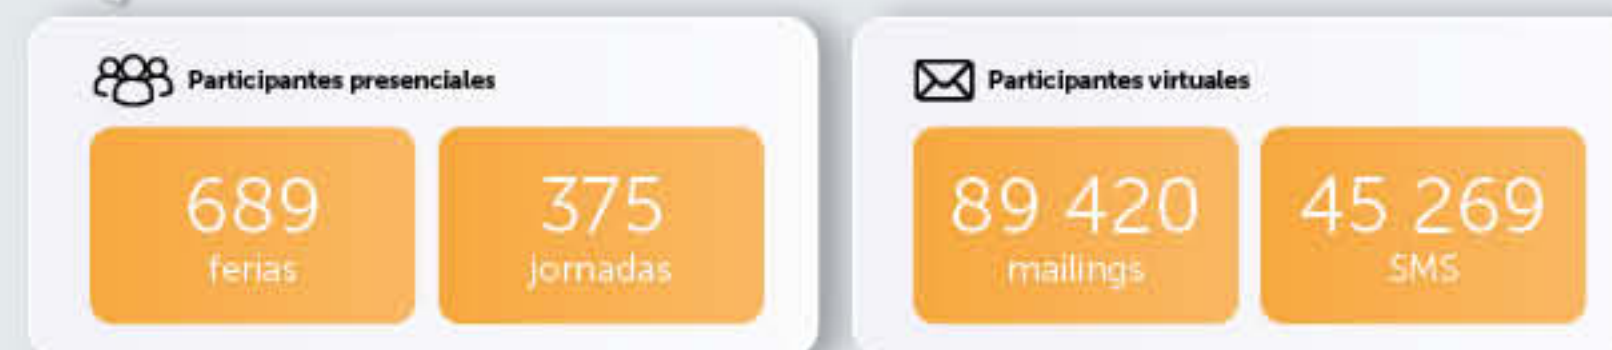 Participantes presenciales
689
ferias
375
jornadas
Participantes virtuales
89 420
mailings
45 269
SMS